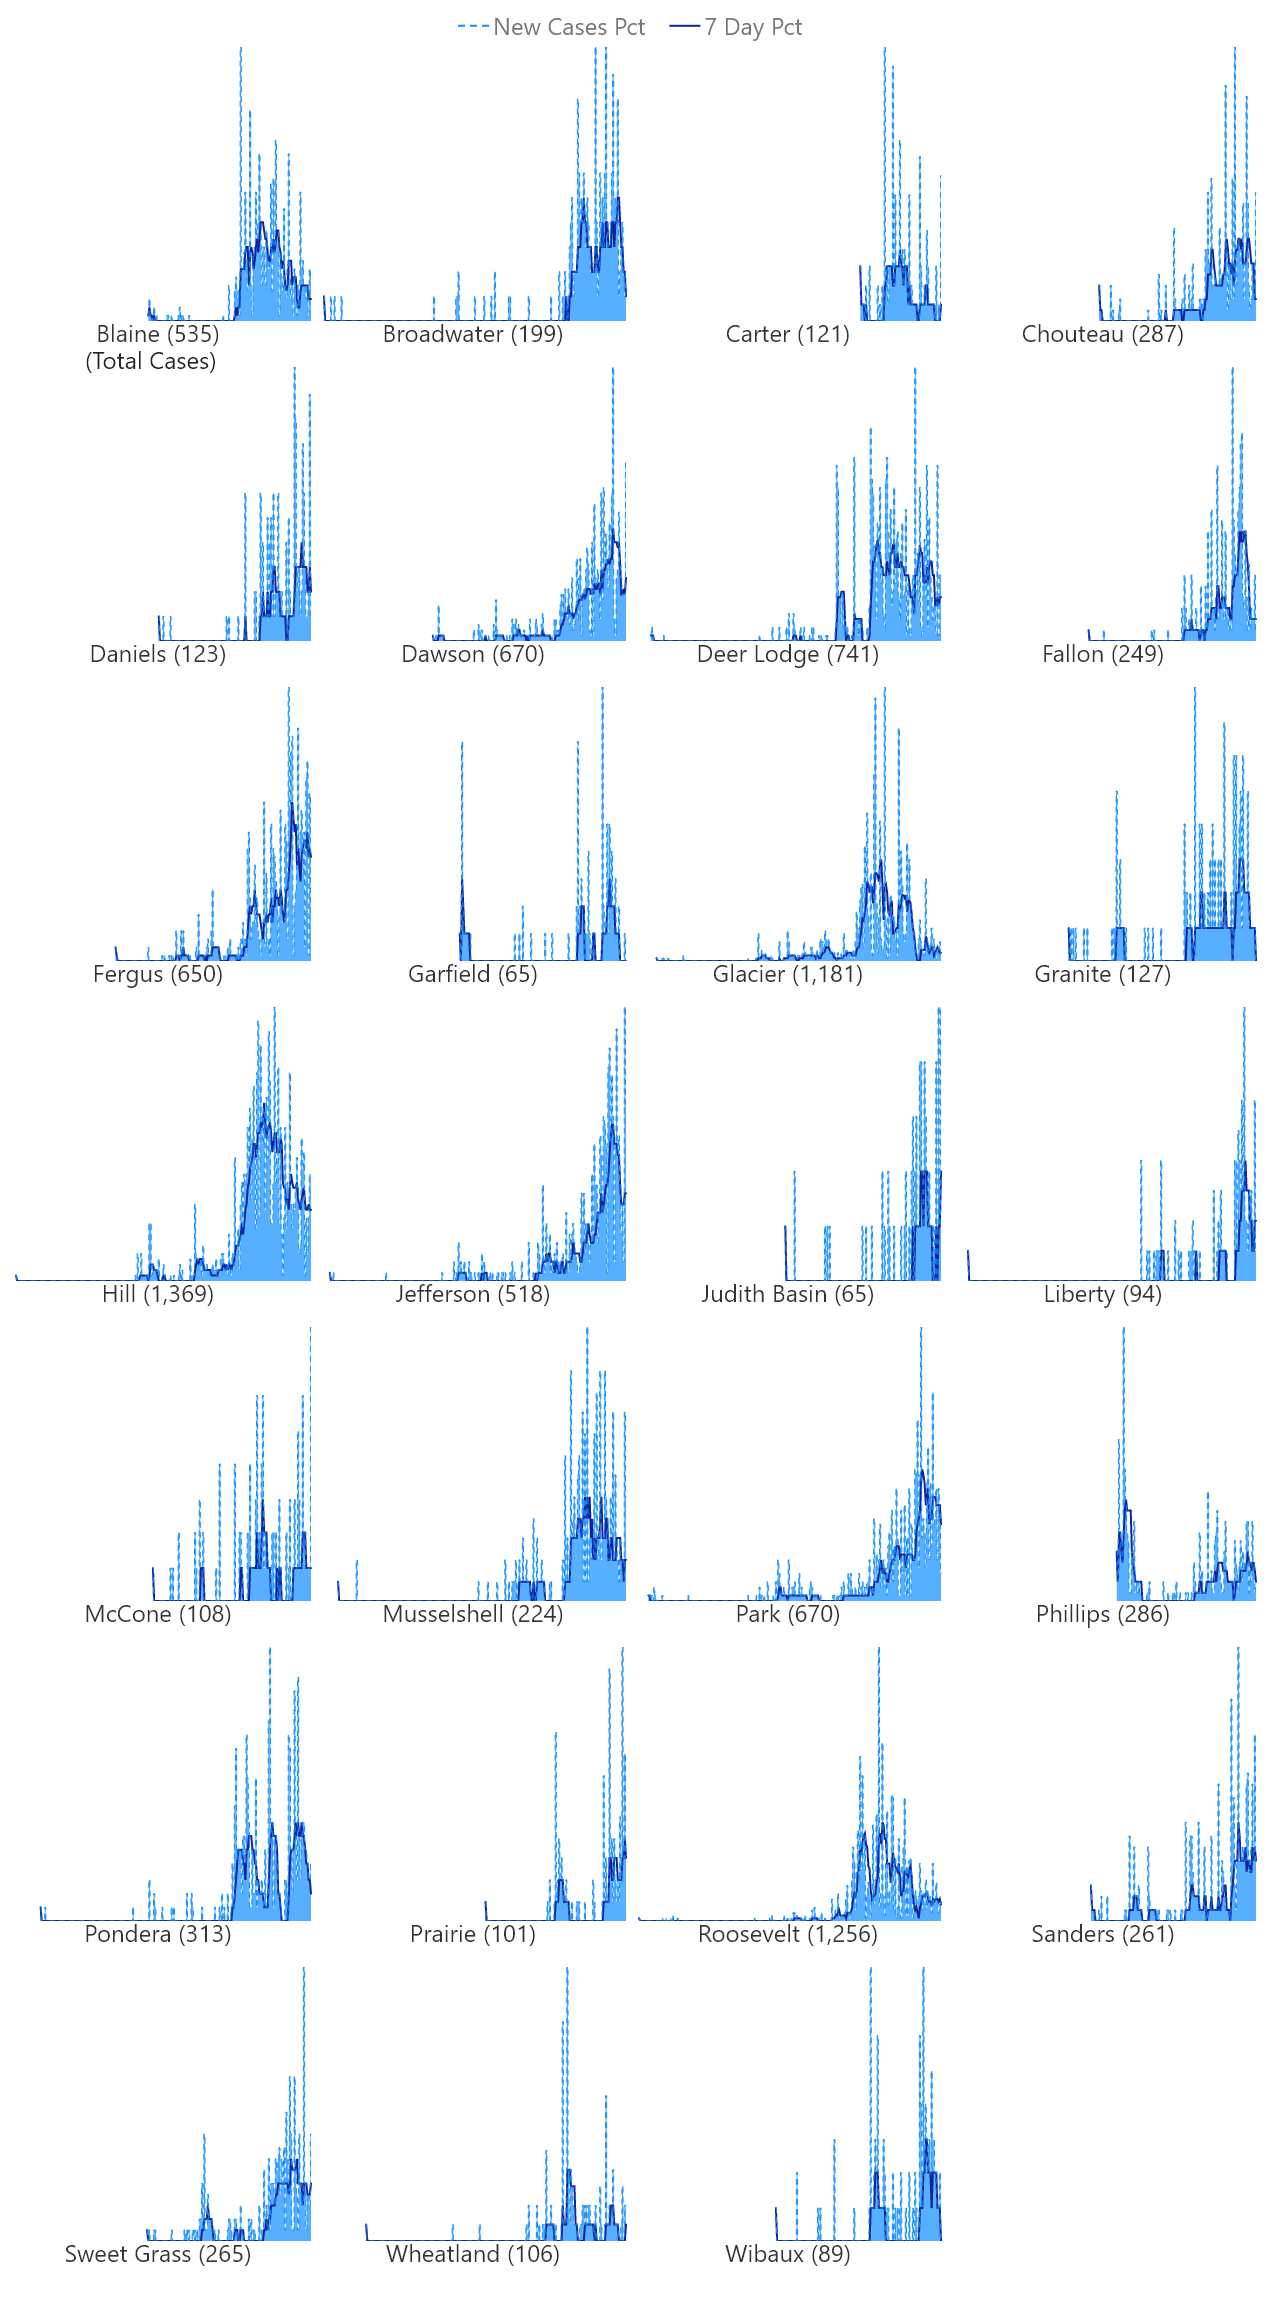 New Cases Pct 7 Day Pct
Blaine (535) Broadwater (199) Carter (121) Chouteau (287)
(Total Cases)
Daniels (123) Dawson (670) Deer Lodge (741) Fallon (249)
Fergus (650) Garfield (65) Glacier (1,181) Granite (127)
Hill (1,369) Jefferson (518) Judith Basin (65) Liberty (94)
McCone (108) Musselshell (224) Park (670) Phillips (286)
Pondera (313) Prairie (101) Roosevelt (1,256) Sanders (261)
Sweet Grass (265) Wheatland (106) Wibaux (89)